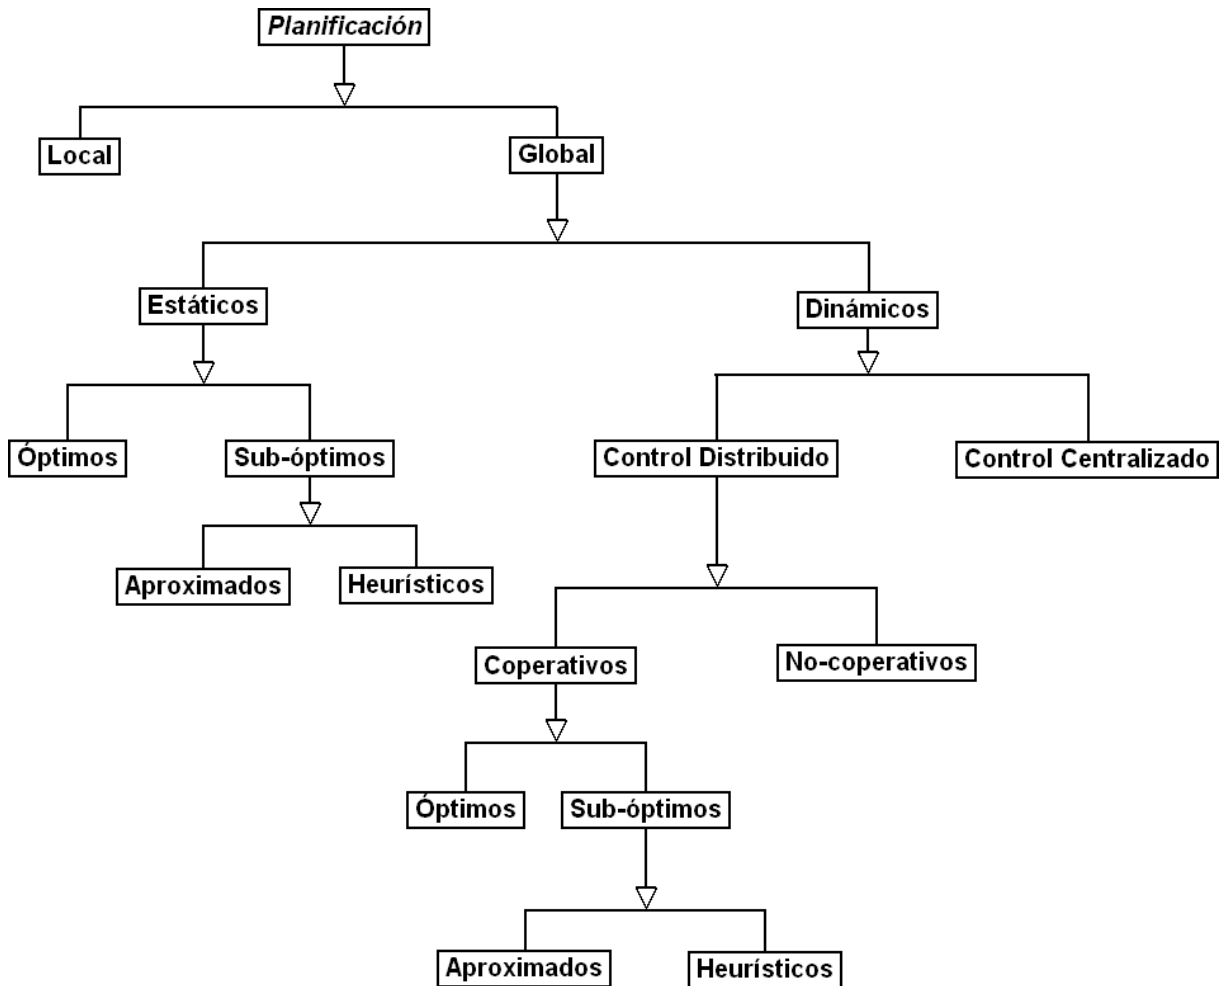 Planificación
Local
Global
Estáticos
Dinámicos
Óptimos
Sub-óptimos
Control Distribuido
Control Centralizado
Aproximados
Heurísticos
Coperativos
No-coperativos
Óptimos
Sub-óptimos
Aproximados
Heurísticos